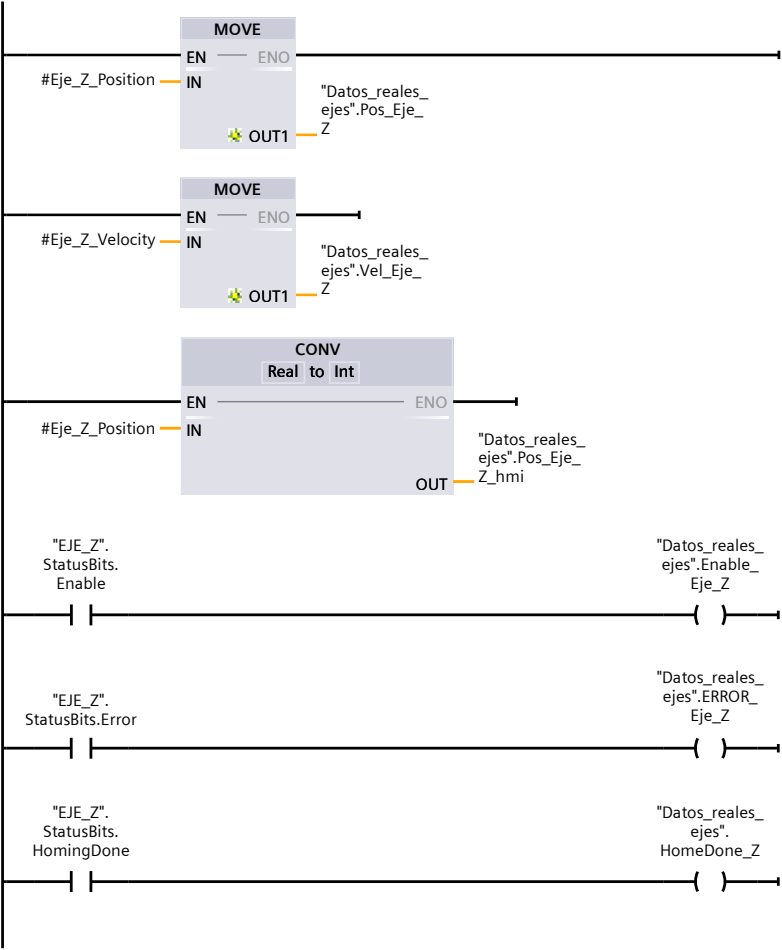 MOVE
EN
ENO
#Eje_Z_Position
IN
"Datos_reales_
ejes".Pos_Eje_
Z
OUT1
MOVE
EN
ENO
#Eje_Z_Velocity
IN
"Datos_reales_
ejes".Vel_Eje_
Z
OUT1
CONV
Real to Int
EN
ENO
#Eje_Z_Position
IN
"Datos_reales_
ejes".Pos_Eje_
Z_hmi
OUT
"EJE_Z".
StatusBits.
Enable
"Datos_reales_
ejes".Enable_
Eje_Z
"EJE_Z".
StatusBits.Error
"Datos_reales_
ejes".ERROR_
Eje_Z
"EJE_Z".
StatusBits.
HomingDone
"Datos_reales_
ejes".
HomeDone_Z